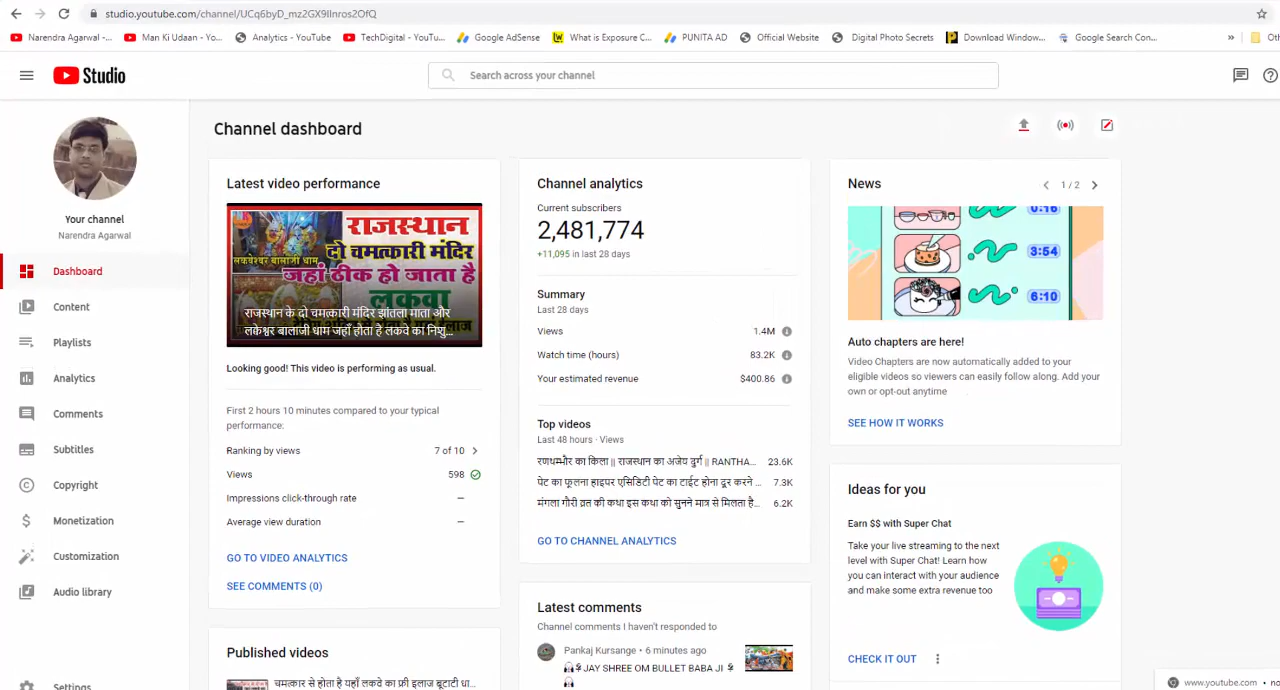 studio.youtube.com/channel/UCq6byD_mz2GX9IInros2OfQ
Narendra Agarwal -... Man Ki Udaan - Yo... Analytics - YouTube TechDigital - YouTu... Google AdSense What is Exposure C... PUNITA AD Official Website Digital Photo Secrets Download Window... Google Search Con... » Oth
Studio
Search across your channel
Your channel
Narendra Agarwal
Dashboard
Content
Playlists
Analytics
Comments
Subtitles
Copyright
Monetization
Customization
Audio library
Settings
Channel dashboard
Latest video performance
राजस्थान
दो चमत्कारी मंदिर
लकवेश्वर बालाजी धाम
जहाँ ठीक हो जाता है
लकवा
राजस्थान के दो चमत्कारी मंदिर झांतला माता और
लकेश्वर बालाजी धाम जहाँ होता है लकवे का निशु...
Looking good! This video is performing as usual.
First 2 hours 10 minutes compared to your typical
performance:
Ranking by views 7 of 10
Views 598
Impressions click-through rate –
Average view duration –
GO TO VIDEO ANALYTICS
SEE COMMENTS (0)
Published videos
चमत्कार से होता है यहाँ लकवा का फ्री इलाज बूटाटी धा...
Channel analytics
Current subscribers
2,481,774
+11,095 in last 28 days
Summary
Last 28 days
Views 1.4M
Watch time (hours) 83.2K
Your estimated revenue $400.86
Top videos
Last 48 hours · Views
रणथम्भौर का किला || राजस्थान का अजेय दुर्ग || RANTHA... 23.6K
पेट का फूलना हाइपर एसिडिटी पेट का टाईट होना दूर करने ... 7.3K
मंगला गौरी व्रत की कथा इस कथा को सुनने मात्र से मिलता है... 6.2K
GO TO CHANNEL ANALYTICS
Latest comments
Channel comments I haven't responded to
Pankaj Kursange • 6 minutes ago
JAY SHREE OM BULLET BABA JI
News
1 / 2
0:16
3:54
6:10
Auto chapters are here!
Video Chapters are now automatically added to your
eligible videos so viewers can easily follow along. Add your
own or opt-out anytime
SEE HOW IT WORKS
Ideas for you
Earn $$ with Super Chat
Take your live streaming to the next
level with Super Chat! Learn how
you can interact with your audience
and make some extra revenue too
CHECK IT OUT
www.youtube.com • no